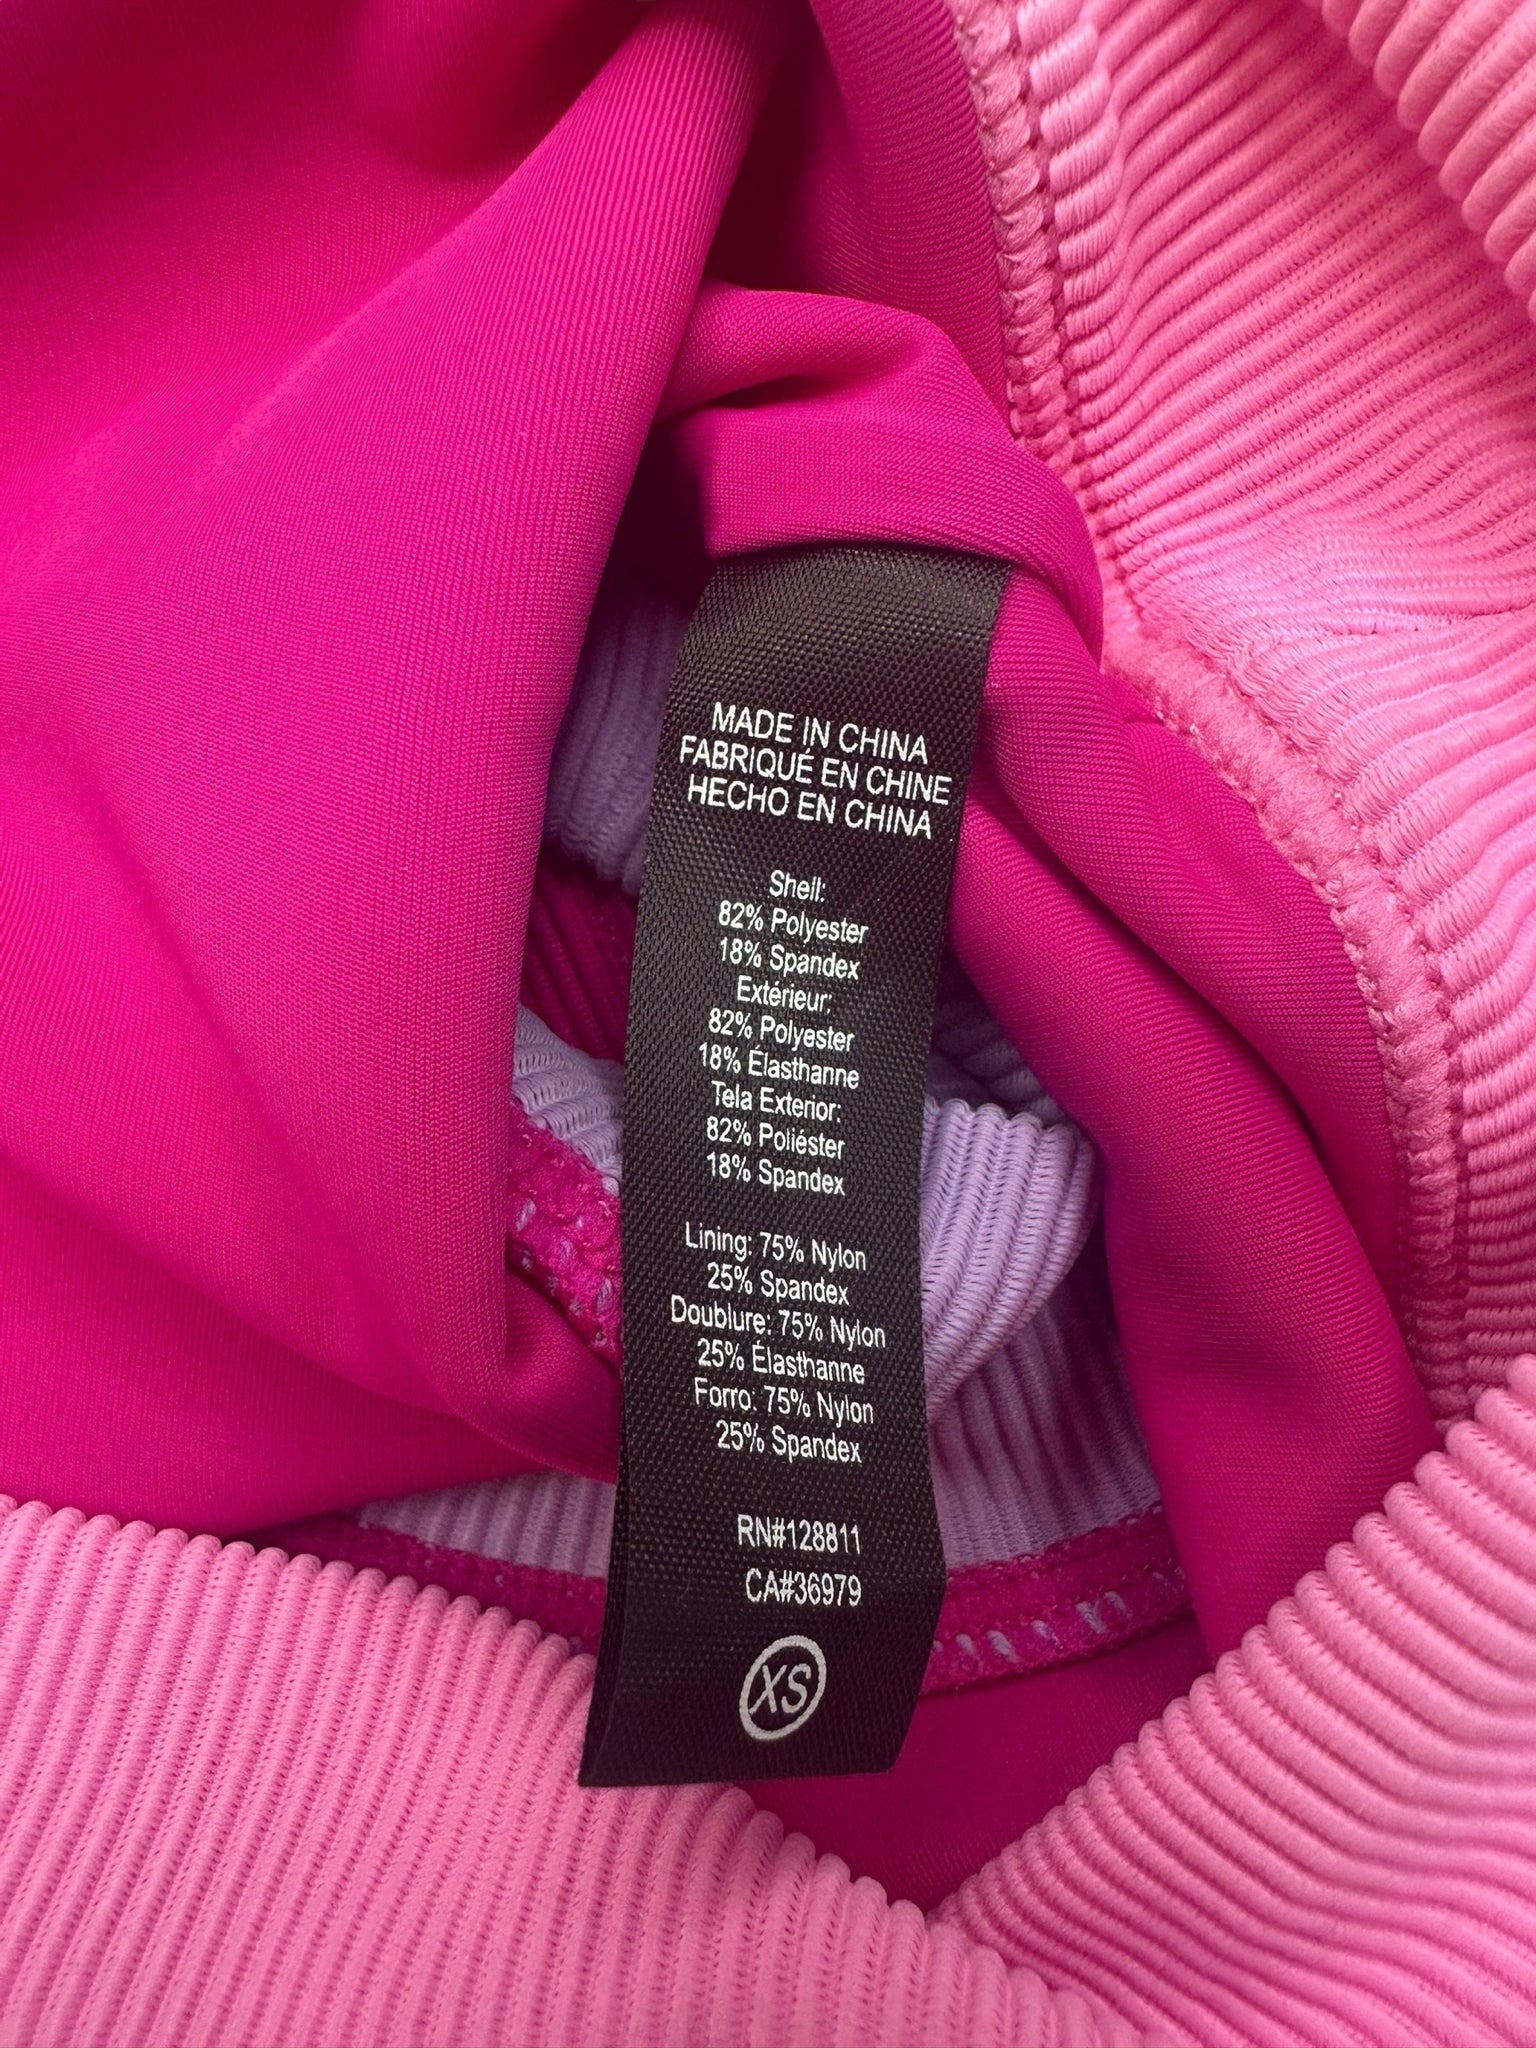 MADE IN CHINA
FABRIQUÉ EN CHINE
HECHO EN CHINA
Shell:
82% Polyester
18% Spandex
Extérieur:
82% Polyester
18% Élasthanne
Tela Exterior:
82% Poliéster
18% Spandex
Lining: 75% Nylon
25% Spandex
Doublure: 75% Nylon
25% Élasthanne
Forro: 75% Nylon
25% Spandex
RN#128811
CA#36979
XS